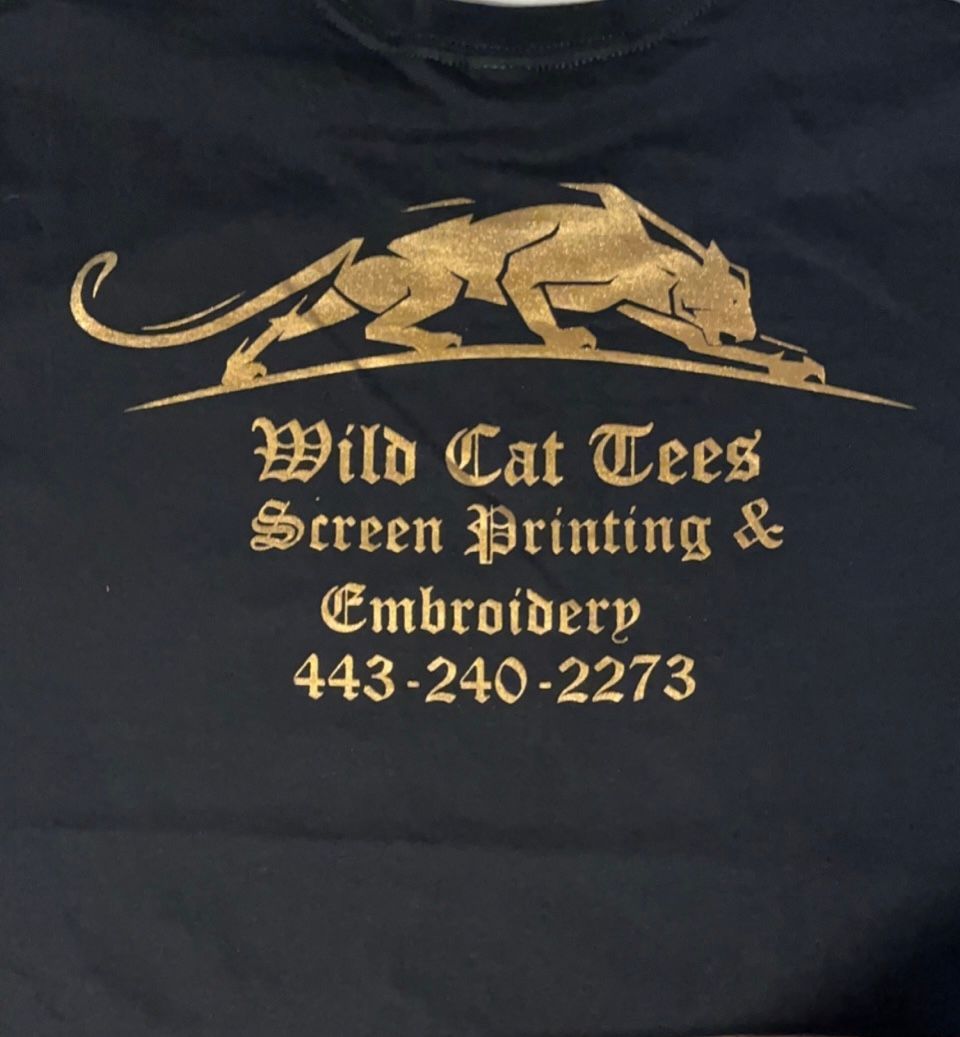 Wild Cat Tees
Screen Printing &
Embroidery
443-240-2273